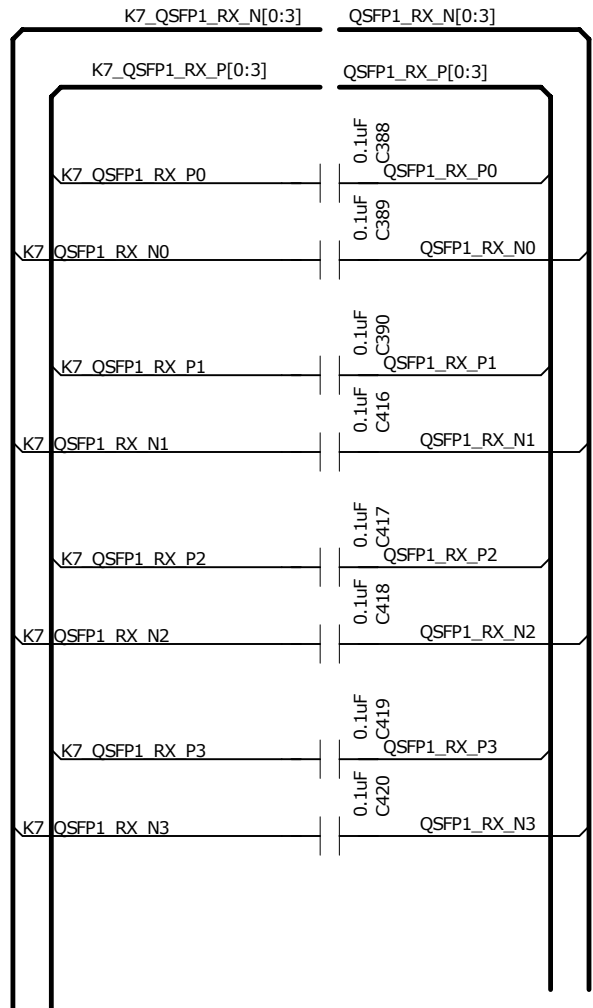 K7_QSFP1_RX_N[0:3] QSFP1_RX_N[0:3]
K7_QSFP1_RX_P[0:3] QSFP1_RX_P[0:3]
0.1uF
C388
K7_QSFP1_RX_P0 QSFP1_RX_P0
0.1uF
C389
K7_QSFP1_RX_N0 QSFP1_RX_N0
0.1uF
C390
K7_QSFP1_RX_P1 QSFP1_RX_P1
0.1uF
C416
K7_QSFP1_RX_N1 QSFP1_RX_N1
0.1uF
C417
K7_QSFP1_RX_P2 QSFP1_RX_P2
0.1uF
C418
K7_QSFP1_RX_N2 QSFP1_RX_N2
0.1uF
C419
K7_QSFP1_RX_P3 QSFP1_RX_P3
0.1uF
C420
K7_QSFP1_RX_N3 QSFP1_RX_N3